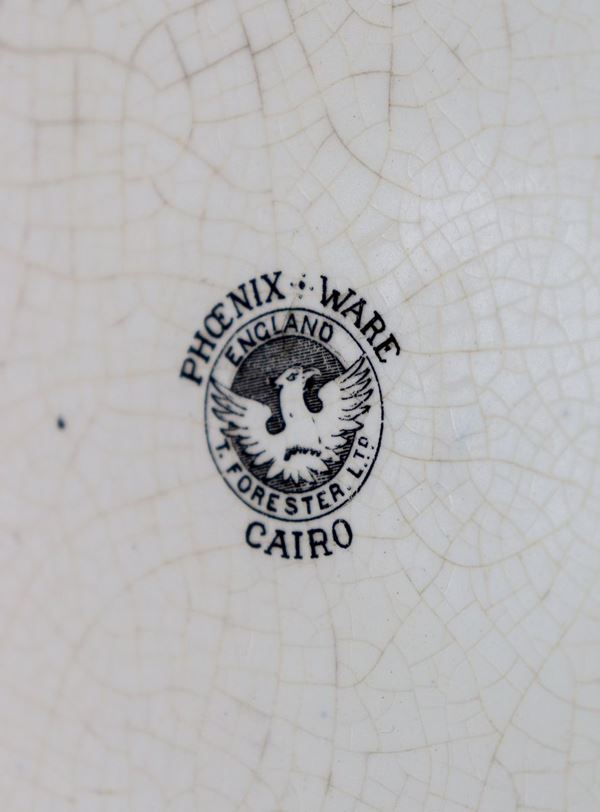 PHŒNIX WARE
ENGLAND
T. FORESTER. LTD
CAIRO